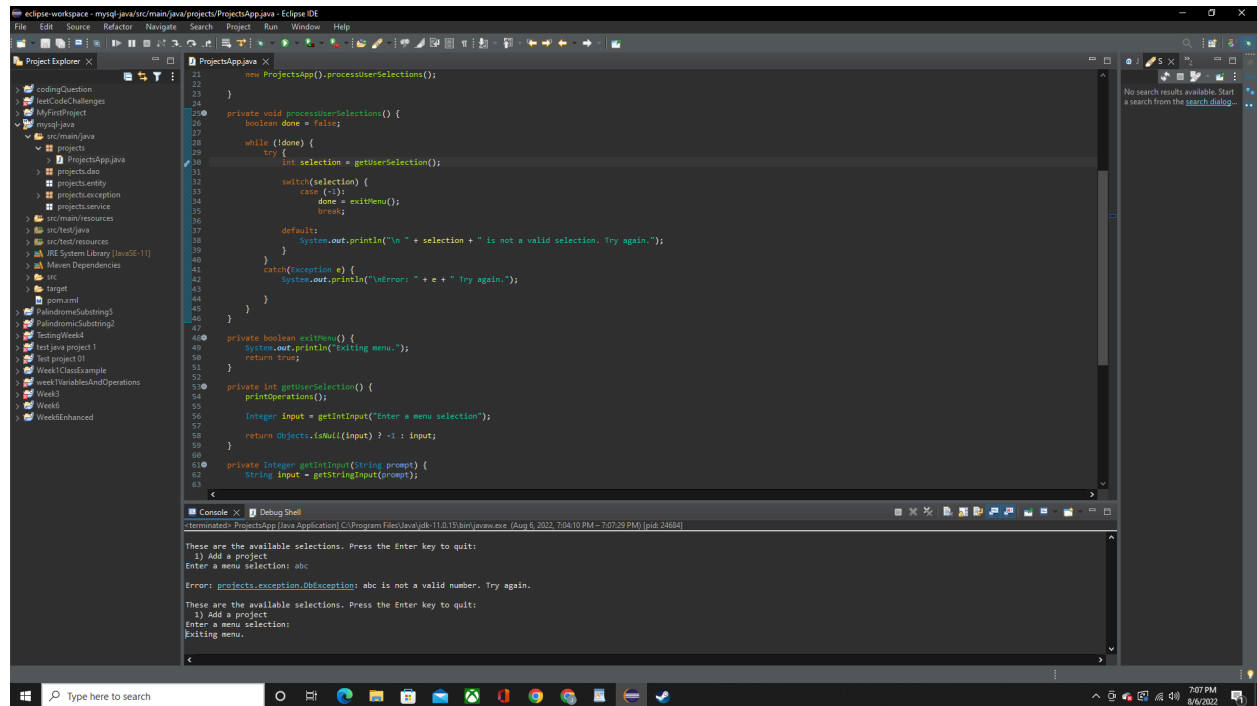 eclipse-workspace - mysql-java/src/main/java/projects/ProjectsApp.java - Eclipse IDE
File Edit Source Refactor Navigate Search Project Run Window Help
Project Explorer
codingQuestion
leetCodeChallenges
MyFirstProject
mysql-java
src/main/java
projects
ProjectsApp.java
projects.dao
projects.entity
projects.exception
projects.service
src/main/resources
src/test/java
src/test/resources
JRE System Library [JavaSE-11]
Maven Dependencies
src
target
pom.xml
PalindromeSubstring5
PalindromicSubstring2
TestingWeek4
test java project 1
Test project 01
Week1ClassExample
week1VariablesAndOperations
Week3
Week6
Week6Enhanced
ProjectsApp.java
21 new ProjectsApp().processUserSelections();
22
23 }
24
25 private void processUserSelections() {
26 boolean done = false;
27
28 while (!done) {
29 try {
30 int selection = getUserSelection();
31
32 switch(selection) {
33 case (-1):
34 done = exitMenu();
35 break;
36
37 default:
38 System.out.println("\n " + selection + " is not a valid selection. Try again.");
39 }
40 }
41 catch(Exception e) {
42 System.out.println("\nError: " + e + " Try again.");
43
44 }
45 }
46 }
47
48 private boolean exitMenu() {
49 System.out.println("Exiting menu.");
50 return true;
51 }
52
53 private int getUserSelection() {
54 printOperations();
55
56 Integer input = getIntInput("Enter a menu selection");
57
58 return Objects.isNull(input) ? -1 : input;
59 }
60
61 private Integer getIntInput(String prompt) {
62 String input = getStringInput(prompt);
63
Console Debug Shell
<terminated> ProjectsApp [Java Application] C:\Program Files\Java\jdk-11.0.15\bin\javaw.exe (Aug 6, 2022, 7:04:10 PM – 7:07:29 PM) [pid: 24684]
These are the available selections. Press the Enter key to quit:
1) Add a project
Enter a menu selection: abc
Error: projects.exception.DbException: abc is not a valid number. Try again.
These are the available selections. Press the Enter key to quit:
1) Add a project
Enter a menu selection:
Exiting menu.
No search results available. Start
a search from the search dialog...
Type here to search
7:07 PM
8/6/2022